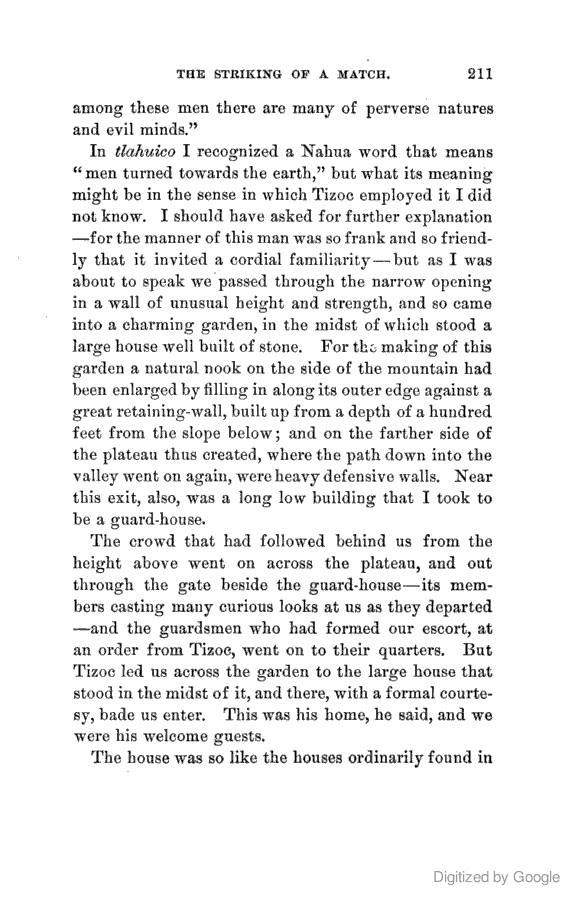 THE STRIKING OF A MATCH. 211
among these men there are many of perverse natures
and evil minds.”
In tlahuico I recognized a Nahua word that means
“men turned towards the earth,” but what its meaning
might be in the sense in which Tizoc employed it I did
not know. I should have asked for further explanation
—for the manner of this man was so frank and so friend-
ly that it invited a cordial familiarity—but as I was
about to speak we passed through the narrow opening
in a wall of unusual height and strength, and so came
into a charming garden, in the midst of which stood a
large house well built of stone. For the making of this
garden a natural nook on the side of the mountain had
been enlarged by filling in along its outer edge against a
great retaining-wall, built up from a depth of a hundred
feet from the slope below; and on the farther side of
the plateau thus created, where the path down into the
valley went on again, were heavy defensive walls. Near
this exit, also, was a long low building that I took to
be a guard-house.
The crowd that had followed behind us from the
height above went on across the plateau, and out
through the gate beside the guard-house—its mem-
bers casting many curious looks at us as they departed
—and the guardsmen who had formed our escort, at
an order from Tizoc, went on to their quarters. But
Tizoc led us across the garden to the large house that
stood in the midst of it, and there, with a formal courte-
sy, bade us enter. This was his home, he said, and we
were his welcome guests.
The house was so like the houses ordinarily found in
Digitized by Google